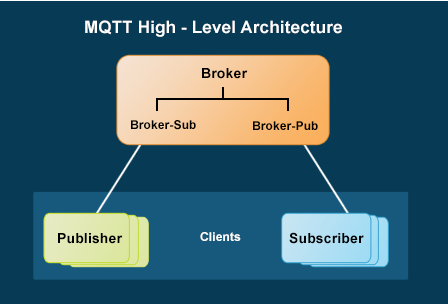 MQTT High - Level Architecture
Broker
Broker-Sub Broker-Pub
Publisher Clients Subscriber